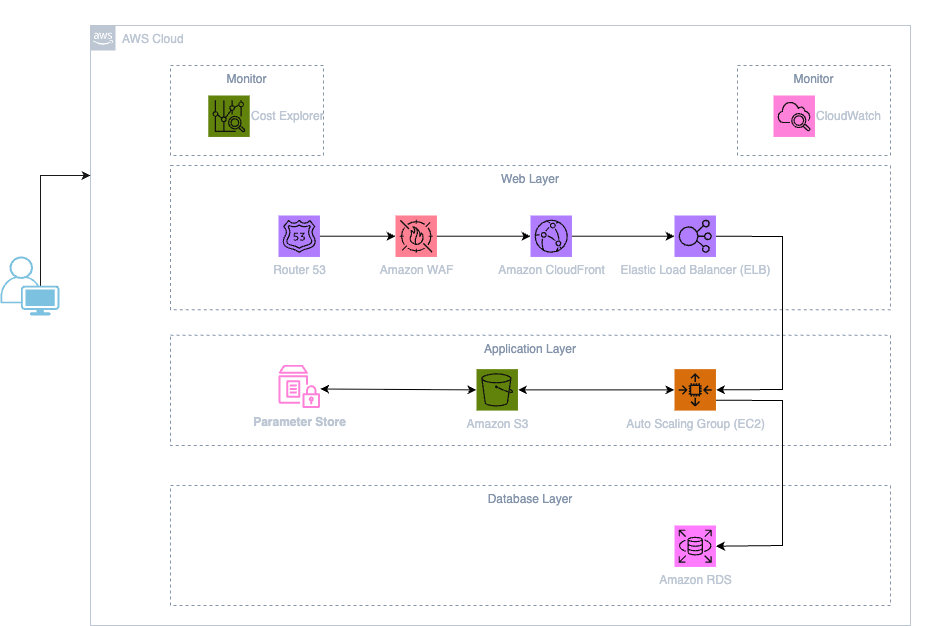 aws AWS Cloud
Monitor
Cost Explorer
Monitor
CloudWatch
Web Layer
53
Router 53
Amazon WAF
Amazon CloudFront
Elastic Load Balancer (ELB)
Application Layer
Parameter Store
Amazon S3
Auto Scaling Group (EC2)
Database Layer
Amazon RDS